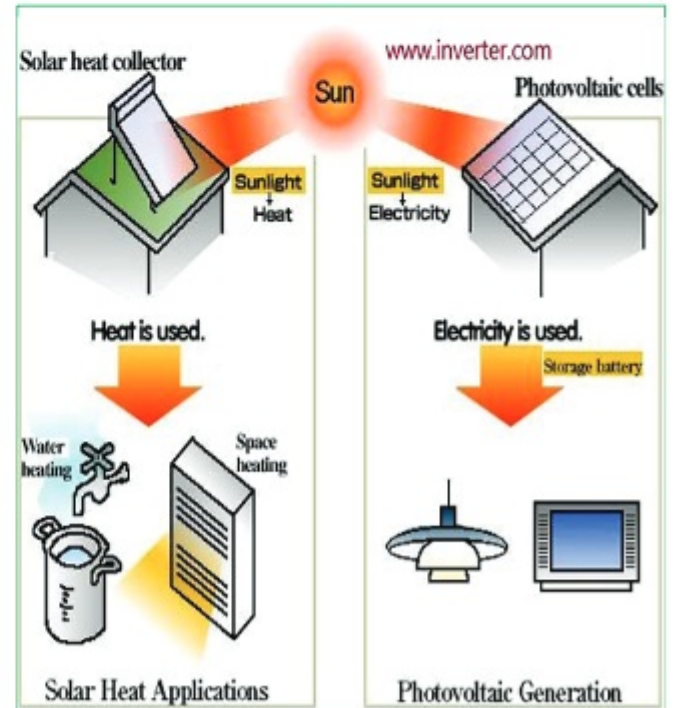 www.inverter.com
Solar heat collector
Sun
Photovoltaic cells
Sunlight
Heat
Sunlight
Electricity
Heat is used.
Electricity is used.
Storage battery
Water
heating
Space
heating
Solar Heat Applications
Photovoltaic Generation